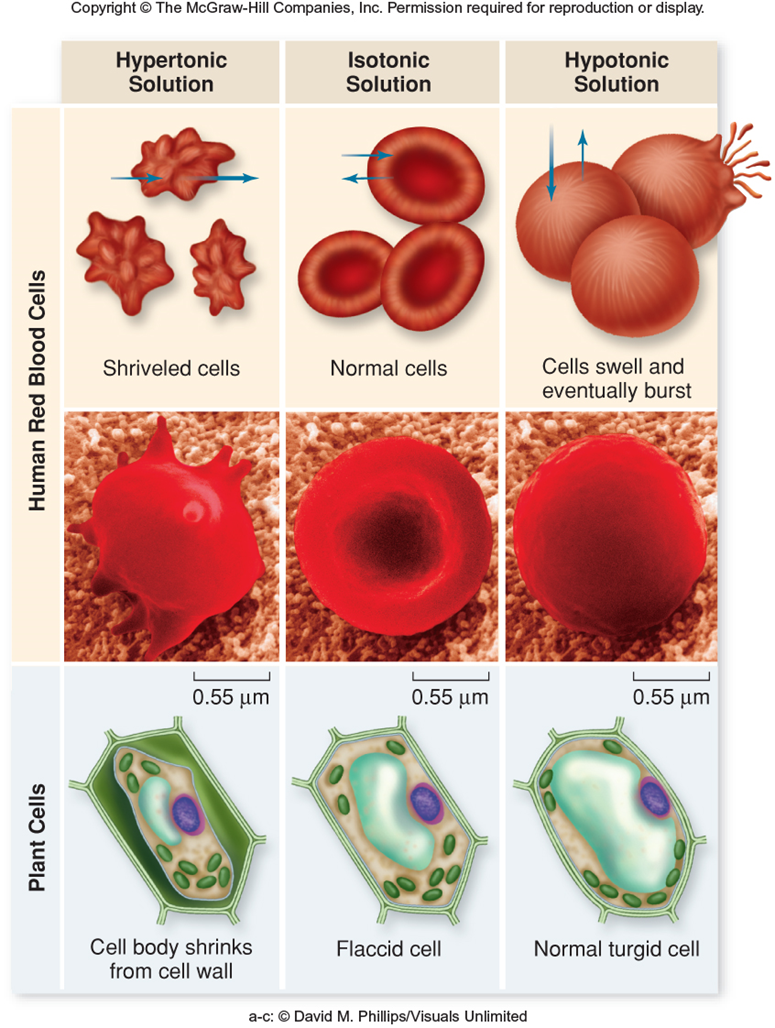 Copyright © The McGraw-Hill Companies, Inc. Permission required for reproduction or display.
Hypertonic
Solution
Isotonic
Solution
Hypotonic
Solution
Human Red Blood Cells
Shriveled cells
Normal cells
Cells swell and
eventually burst
0.55 μm
0.55 μm
0.55 μm
Plant Cells
Cell body shrinks
from cell wall
Flaccid cell
Normal turgid cell
a-c: © David M. Phillips/Visuals Unlimited